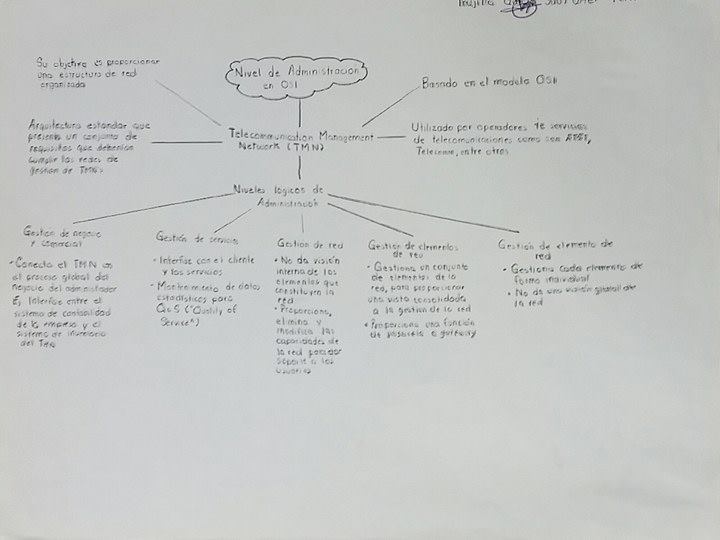 Nivel de Administración
en OSI
Su objetivo es proporcionar
una estructura de red
organizada
Basado en el modelo OSI
Arquitectura estandar que
presenta un conjunto de
requisitos que deberian
cumplir las redes de
gestion de TMN's
Telecommunication Management
Network (TMN)
Utilizado por operadores de servicios
de telecomunicaciones como son AT&T,
Telecomm, entre otros
Niveles lógicos de
Administración
Gestion de negocio
y comercial
• Conecta el TMN con
el proceso global del
negocio del administrador
Es Interfaz entre el
sistema de contabilidad
de la empresa y el
sistema de inventario
del TMN
Gestión de servicios
• Interfise con el cliente
y los servicios
• Mantenimiento de datos
estadísticos para
QoS ("Quality of
Service")
Gestión de red
• No da visión
interna de los
elementos que
constituyen la
red
• Proporciona,
elimina y
modifica las
capacidades de
la red para dar
soporte a los
usuarios
Gestión de elementos
de red
• Gestiona un conjunto
de elementos de la
red, para proporcionar
una vista consolidada
a la gestión de la red
• Proporciona una función
de pasarela o gateway
Gestión de elemento de
red
• Gestiona cada elemento de
forma individual
• No da una visión global de
la red